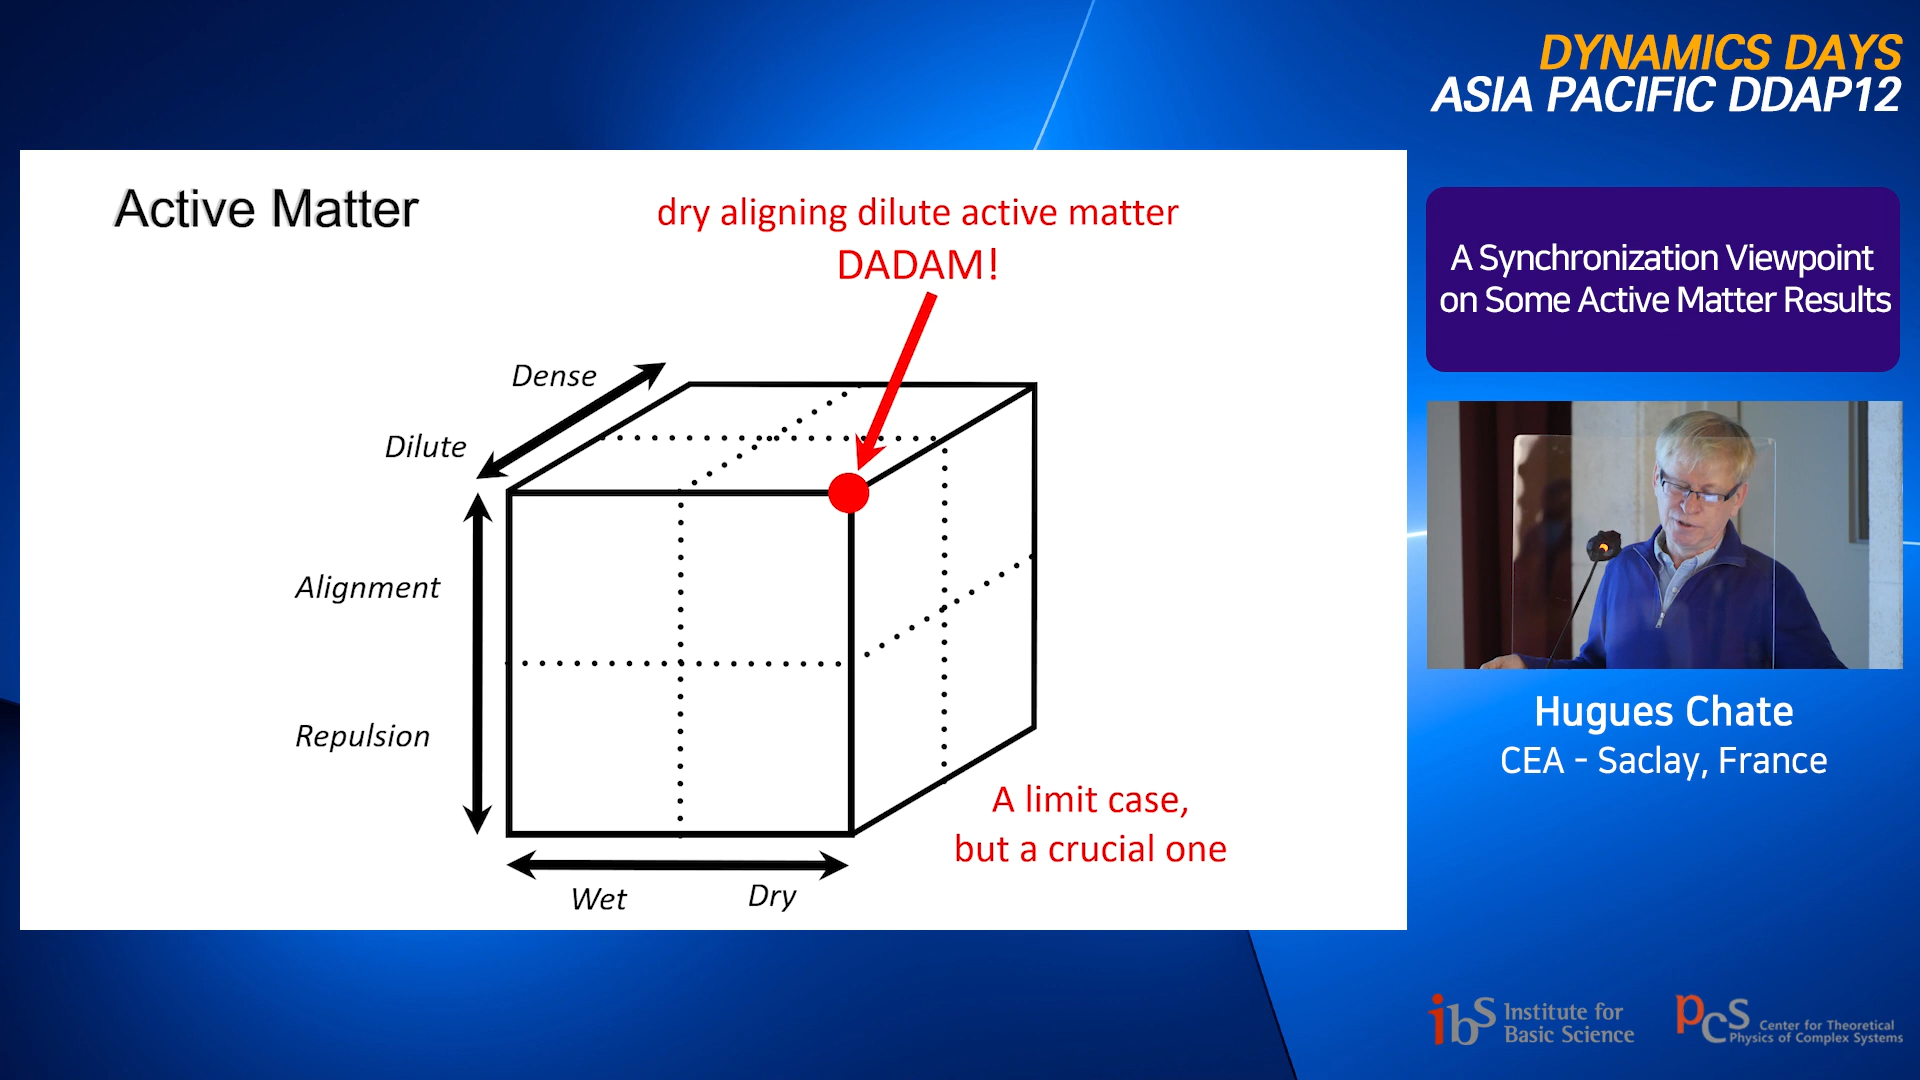 DYNAMICS DAYS
ASIA PACIFIC DDAP12
Active Matter
dry aligning dilute active matter
DADAM!
Dense
Dilute
Alignment
Repulsion
Wet
Dry
A limit case,
but a crucial one
A Synchronization Viewpoint
on Some Active Matter Results
Hugues Chate
CEA - Saclay, France
ibs Institute for
Basic Science
PCS Center for Theoretical
Physics of Complex Systems